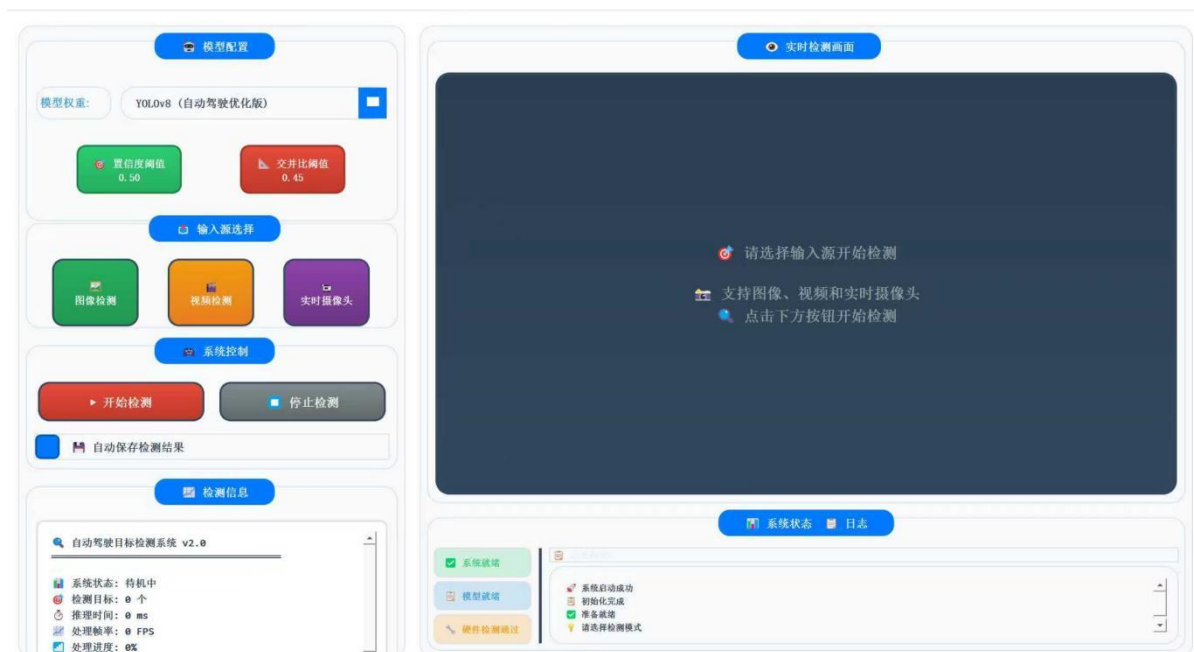 模型配置
模型权重:
YOLOv8 (自动驾驶优化版)
置信度阈值
0.50
交并比阈值
0.45
输入源选择
图像检测
视频检测
实时摄像头
系统控制
开始检测
停止检测
自动保存检测结果
检测信息
自动驾驶目标检测系统 v2.0
系统状态: 待机中
检测目标: 0 个
推理时间: 0 ms
处理帧率: 0 FPS
处理进度: 0%
实时检测画面
请选择输入源开始检测
支持图像、视频和实时摄像头
点击下方按钮开始检测
系统状态 日志
系统就绪
模型就绪
硬件检测通过
系统启动成功
初始化完成
准备就绪
请选择检测模式